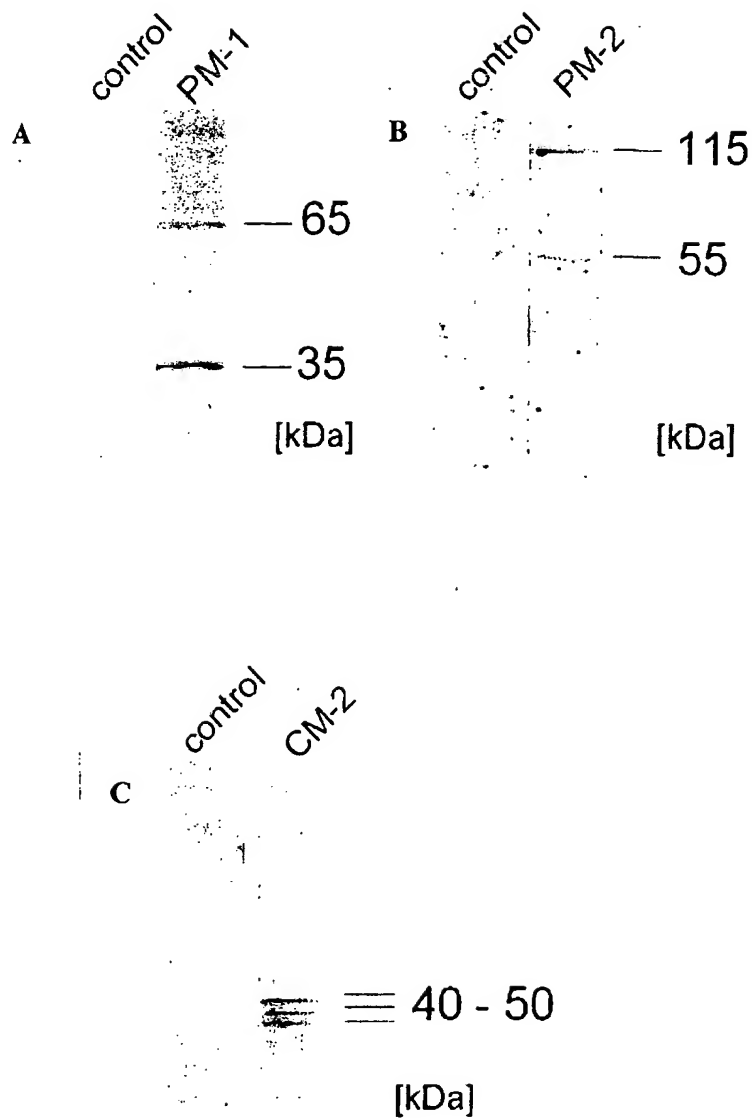 control PM-1
A
65
35
[kDa]
control PM-2
B
115
55
[kDa]
control CM-2
C
40 - 50
[kDa]